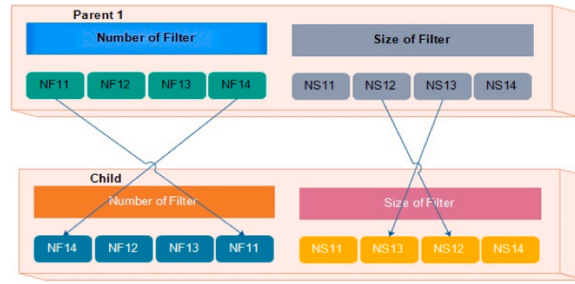 Parent 1
Number of Filter Size of Filter
NF11 NF12 NF13 NF14 NS11 NS12 NS13 NS14
Child
Number of Filter Size of Filter
NF14 NF12 NF13 NF11 NS11 NS13 NS12 NS14